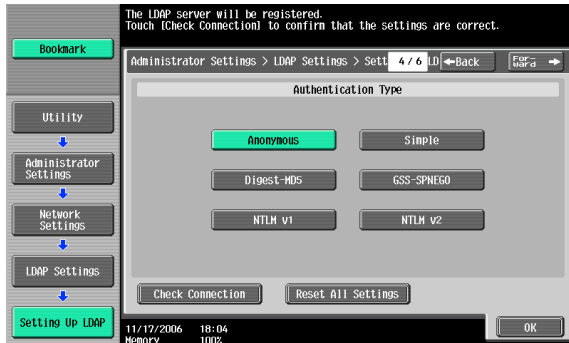 The LDAP server will be registered.
Touch [Check Connection] to confirm that the settings are correct.
Bookmark
Administrator Settings > LDAP Settings > Sett 4/6 LD ←Back For- ward →
Authentication Type
Utility
Anonymous Simple
Administrator
Settings
Digest-MD5 GSS-SPNEGO
Network
Settings
NTLM v1 NTLM v2
LDAP Settings
Check Connection Reset All Settings
Setting Up LDAP
11/17/2006 18:04 OK
Memory 100%